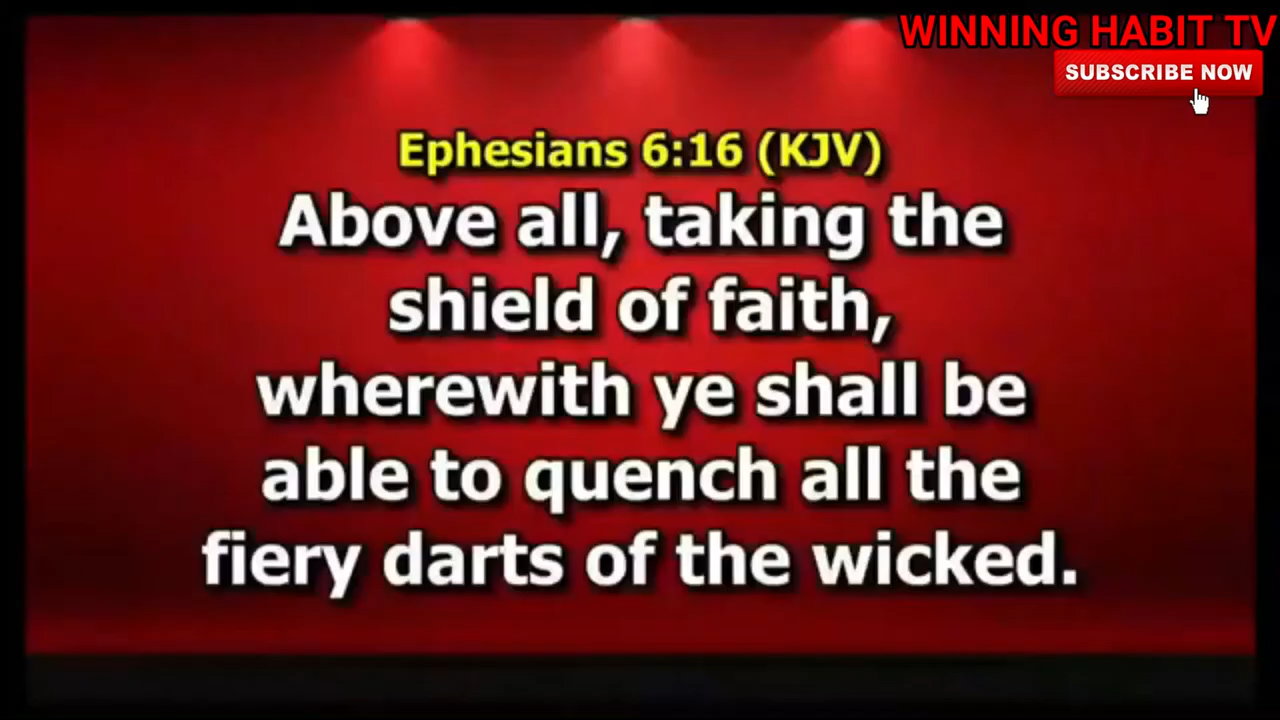 WINNING HABIT TV
SUBSCRIBE NOW
Ephesians 6:16 (KJV)
Above all, taking the
shield of faith,
wherewith ye shall be
able to quench all the
fiery darts of the wicked.